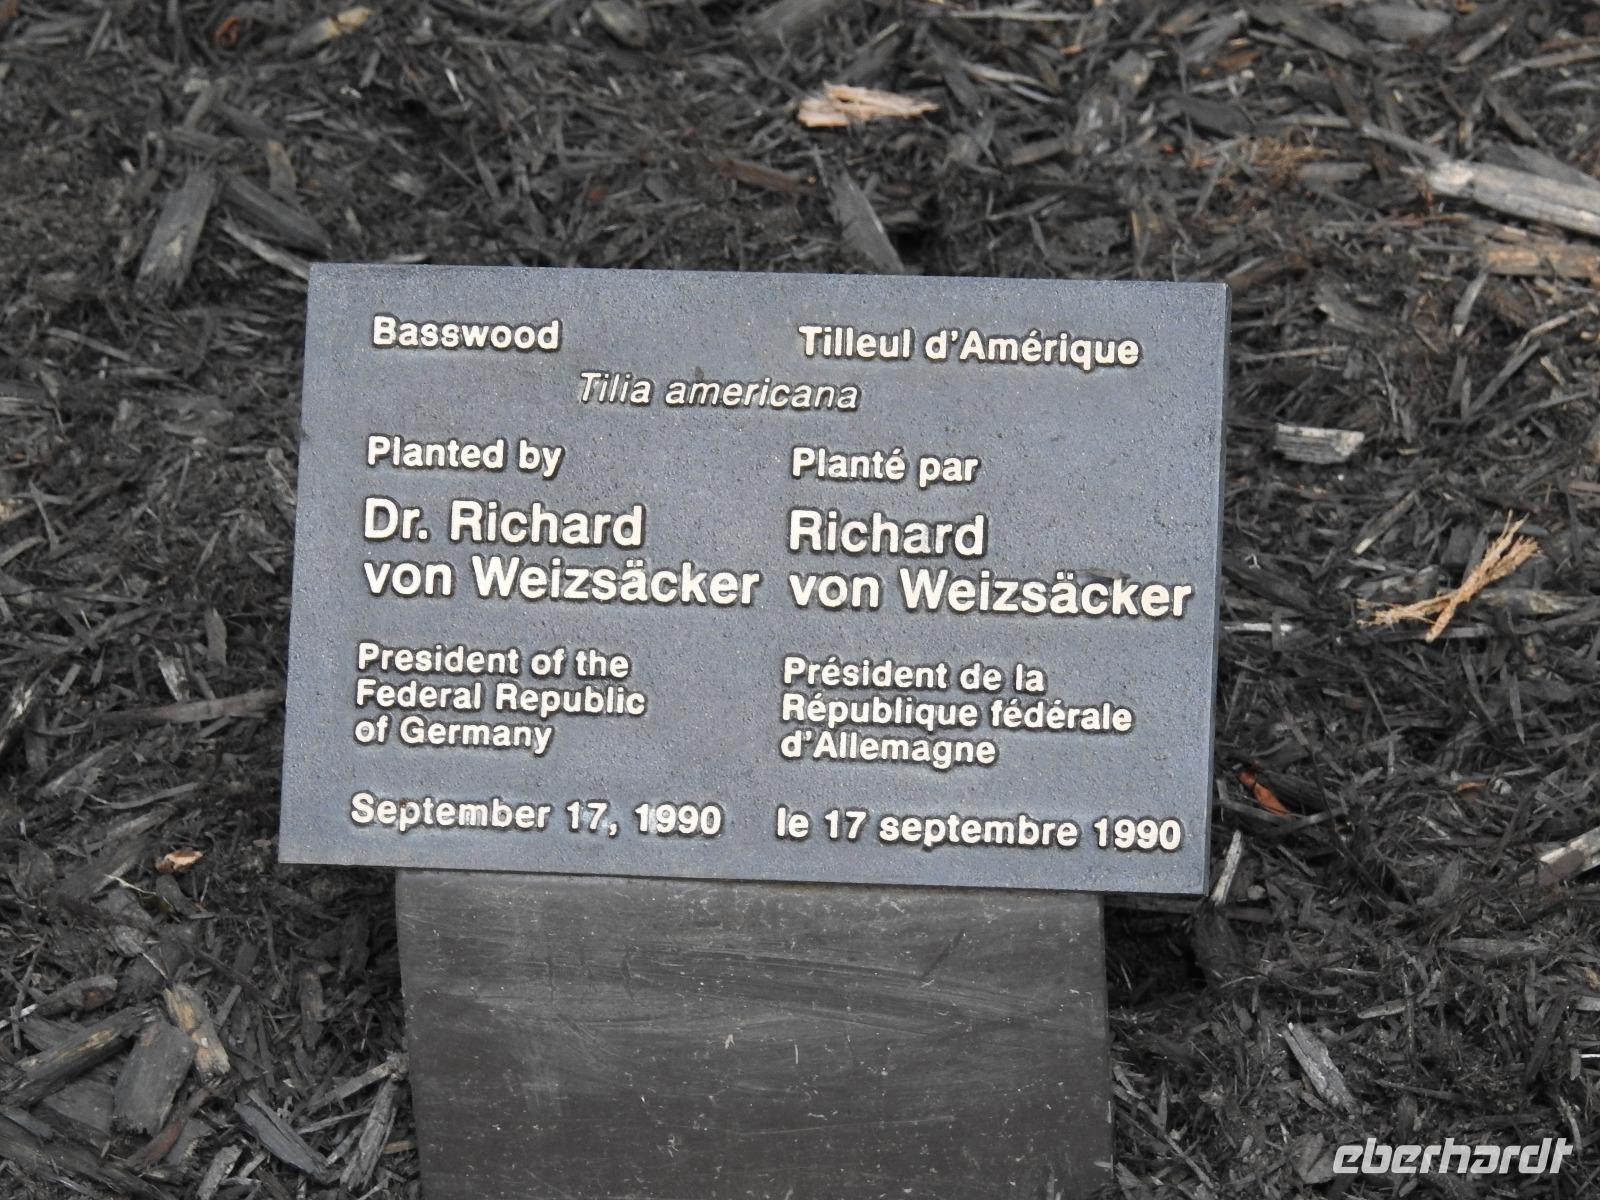 Basswood
Tilleul d'Amérique
Tilia americana
Planted by
Dr. Richard
von Weizsäcker
President of the
Federal Republic
of Germany
September 17, 1990
Planté par
Richard
von Weizsäcker
Président de la
République fédérale
d'Allemagne
le 17 septembre 1990
eberhardt